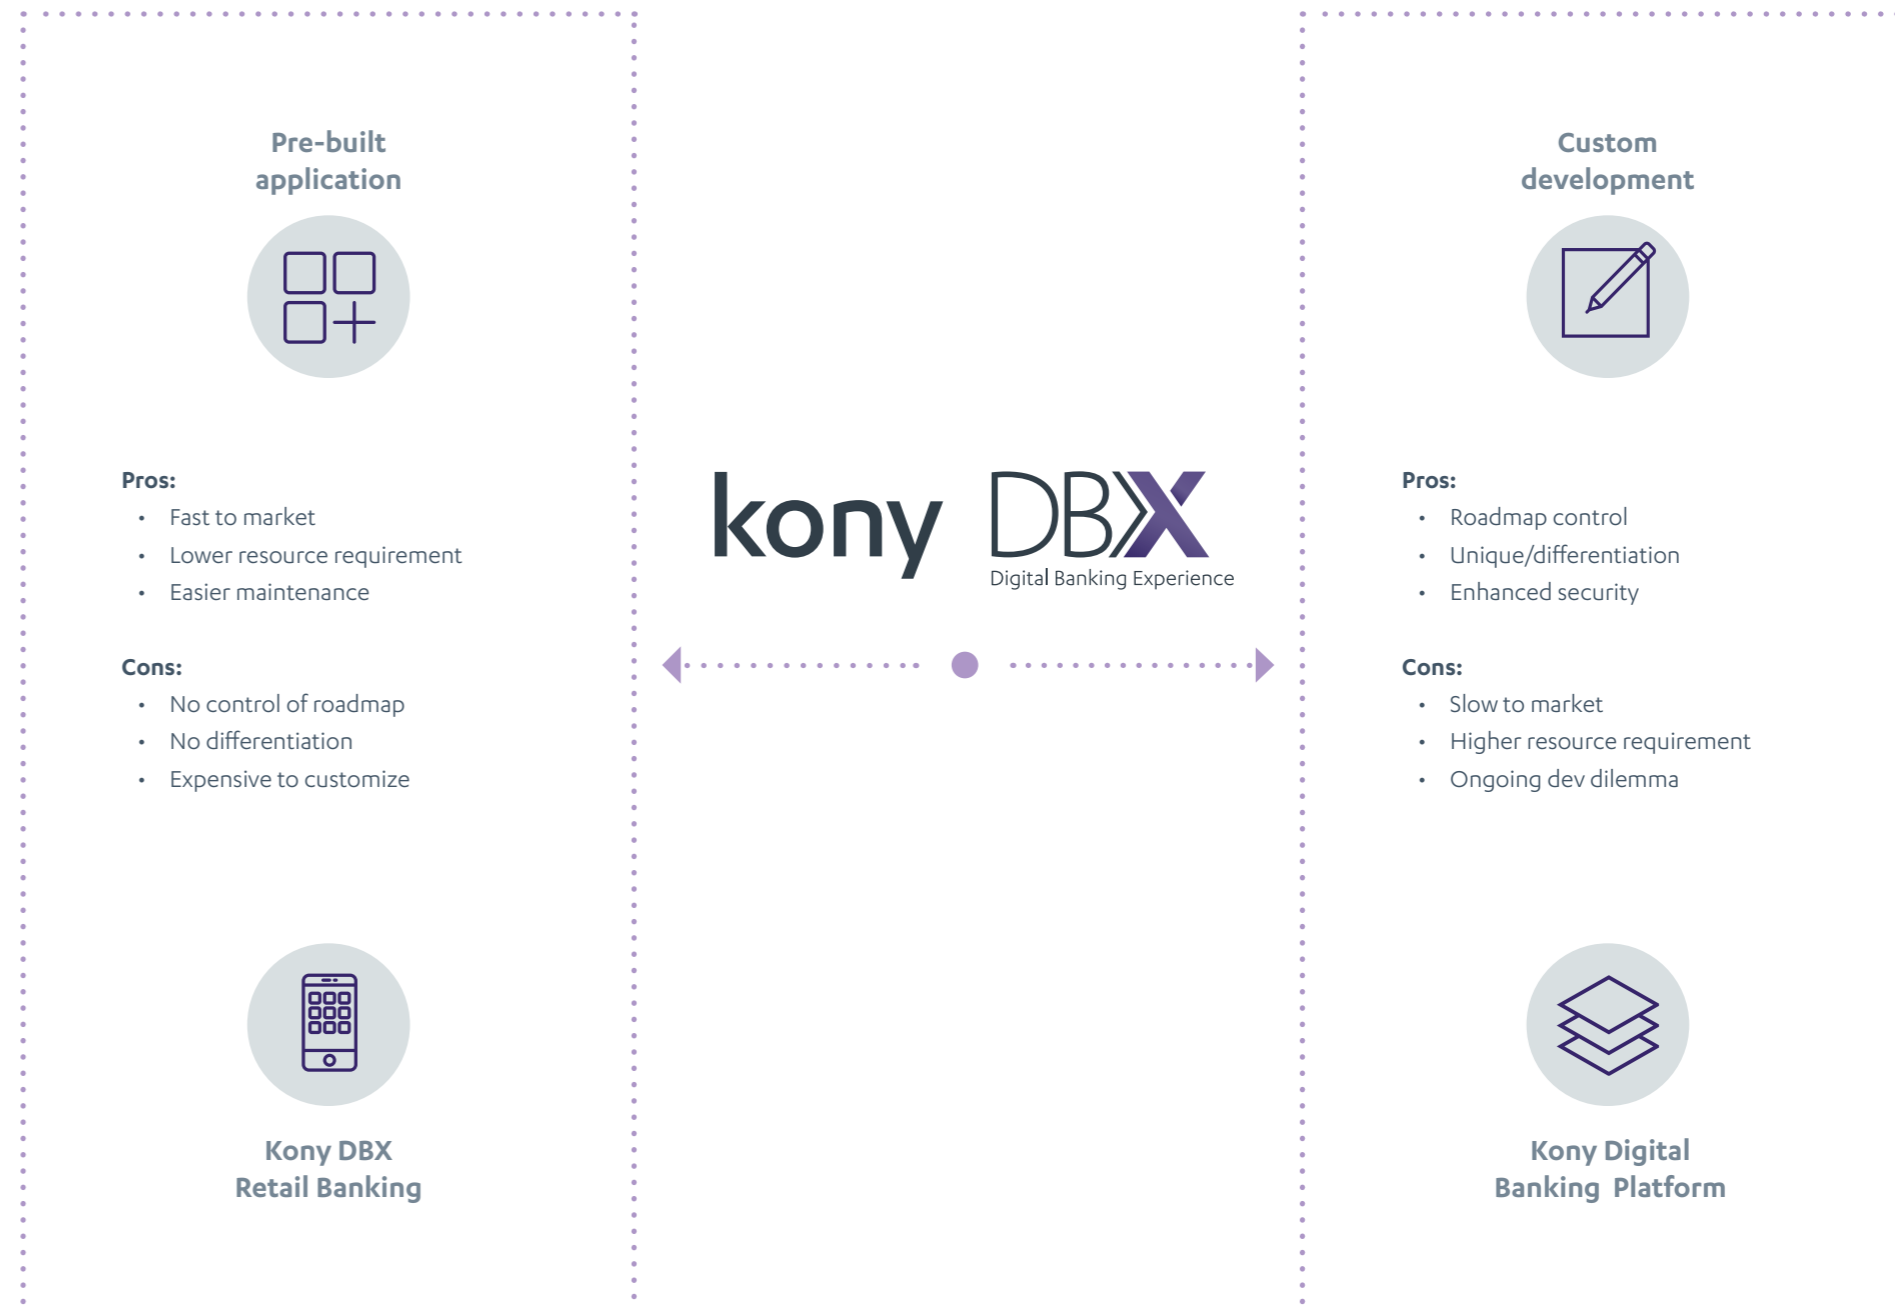 Pre-built
application
Pros:
• Fast to market
• Lower resource requirement
• Easier maintenance
Cons:
• No control of roadmap
• No differentiation
• Expensive to customize
Kony DBX
Retail Banking
kony DBX
Digital Banking Experience
Custom
development
Pros:
• Roadmap control
• Unique/differentiation
• Enhanced security
Cons:
• Slow to market
• Higher resource requirement
• Ongoing dev dilemma
Kony Digital
Banking Platform